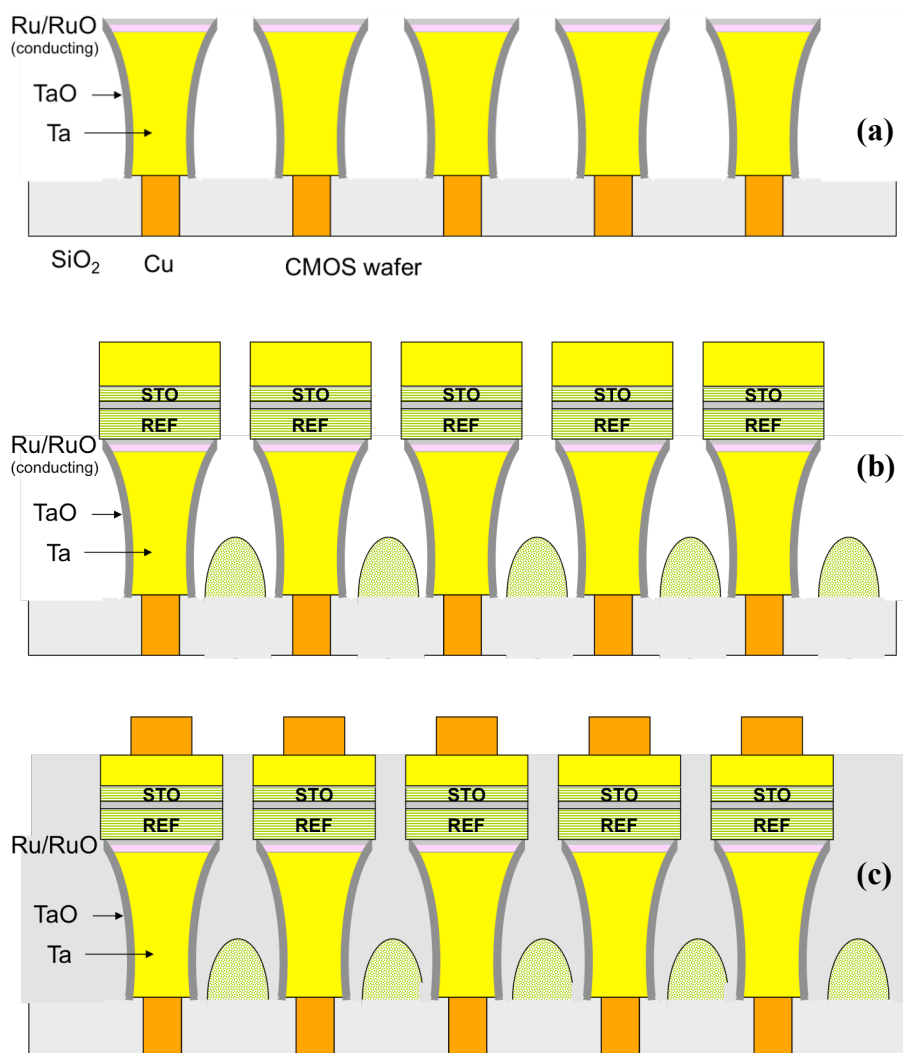 Ru/RuO
(conducting)
TaO
Ta
(a)
SiO₂
Cu
CMOS wafer
STO
STO
STO
STO
STO
REF
REF
REF
REF
REF
Ru/RuO
(conducting)
(b)
TaO
Ta
STO
STO
STO
STO
STO
REF
REF
REF
REF
REF
Ru/RuO
(c)
TaO
Ta